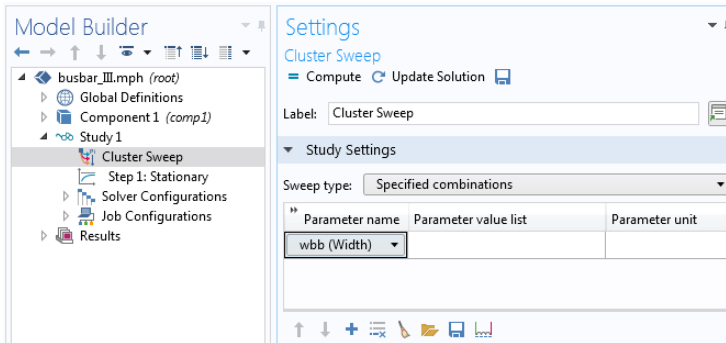 Model Builder
busbar_III.mph (root)
Global Definitions
Component 1 (comp1)
Study 1
Cluster Sweep
Step 1: Stationary
Solver Configurations
Job Configurations
Results
Settings
Cluster Sweep
= Compute Update Solution
Label: Cluster Sweep
Study Settings
Sweep type: Specified combinations
Parameter name Parameter value list Parameter unit
wbb (Width)